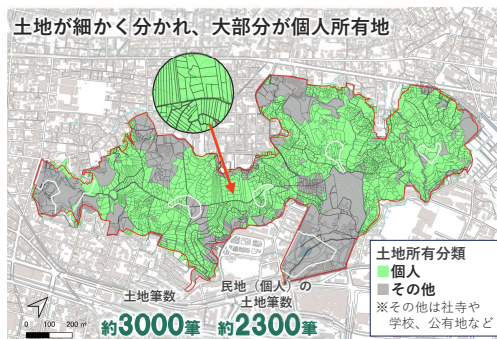 土地が細かく分かれ、大部分が個人所有地
土地所有分類
個人
その他
※その他は社寺や
学校、公有地など
土地筆数
約3000筆
民地（個人）の
土地筆数
約2300筆
0 100 200 m